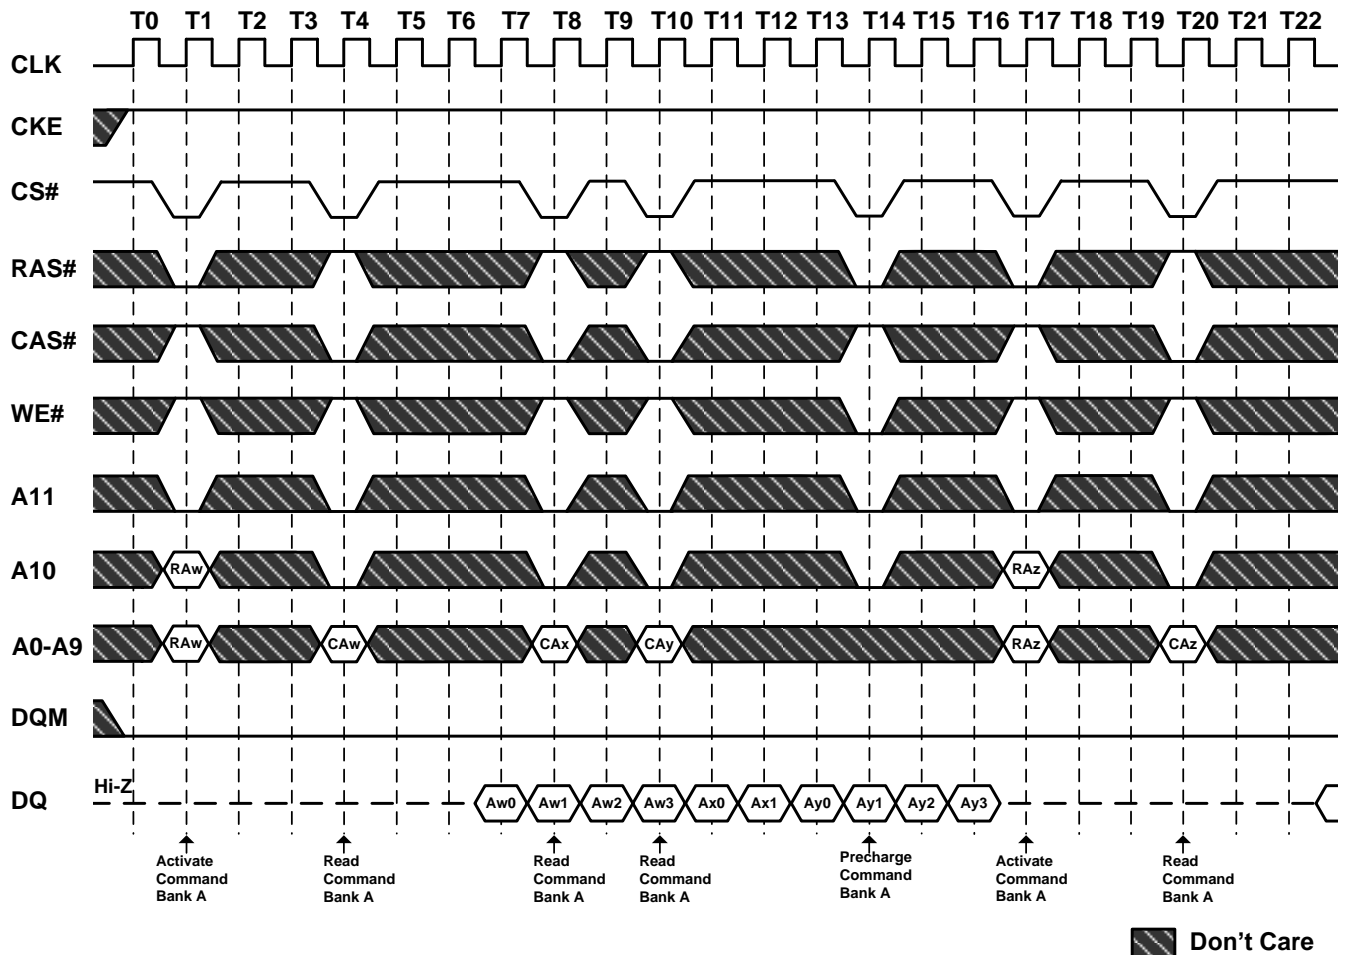 T0 T1 T2 T3 T4 T5 T6 T7 T8 T9 T10 T11 T12 T13 T14 T15 T16 T17 T18 T19 T20 T21 T22
CLK
CKE
CS#
RAS#
CAS#
WE#
A11
A10 RAw RAz
A0-A9 RAw CAw CAx CAy RAz CAz
DQM
Hi-Z
DQ Aw0 Aw1 Aw2 Aw3 Ax0 Ax1 Ay0 Ay1 Ay2 Ay3
Activate
Command
Bank A
Read
Command
Bank A
Read
Command
Bank A
Read
Command
Bank A
Precharge
Command
Bank A
Activate
Command
Bank A
Read
Command
Bank A
Don't Care